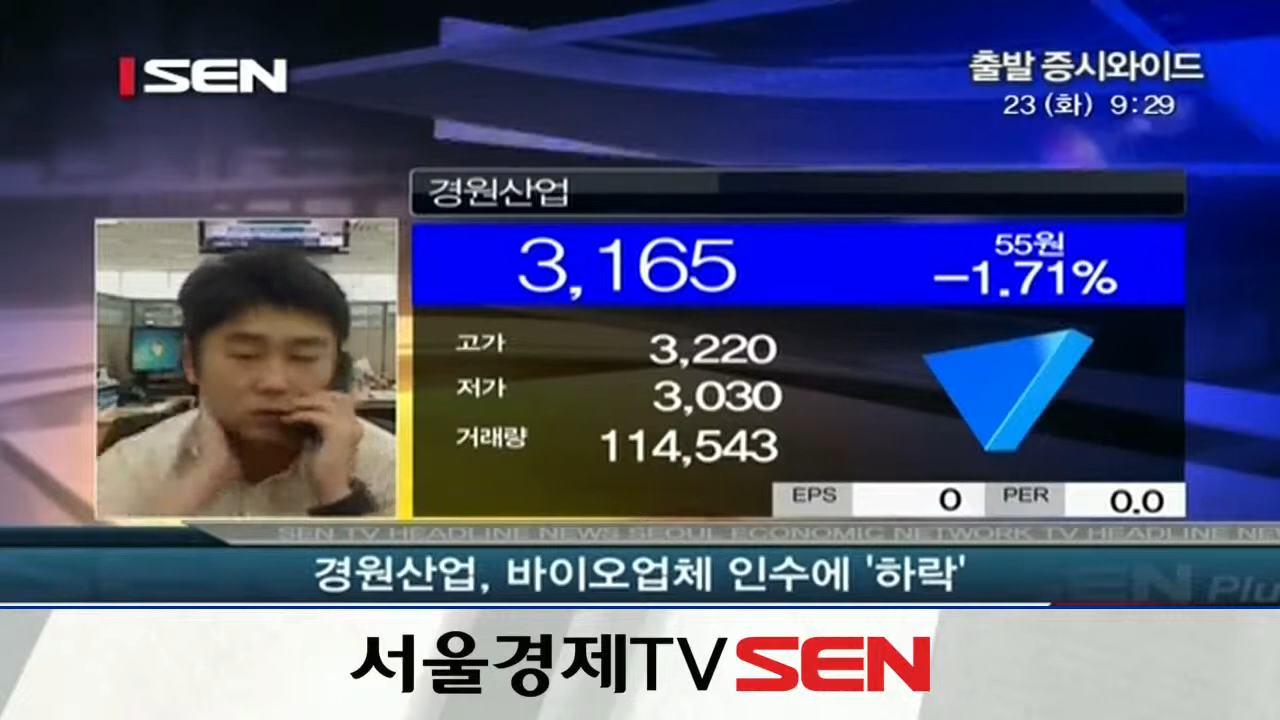 SEN
출발 증시와이드
23 (화) 9:29
경원산업
3,165
55원
-1.71%
고가 3,220
저가 3,030
거래량 114,543
EPS 0 PER 0.0
SEN TV HEADLINE NEWS SEOUL ECONOMIC NETWORK TV HEADLINE NE
경원산업, 바이오업체 인수에 '하락'
EN Plu
서울경제TV SEN